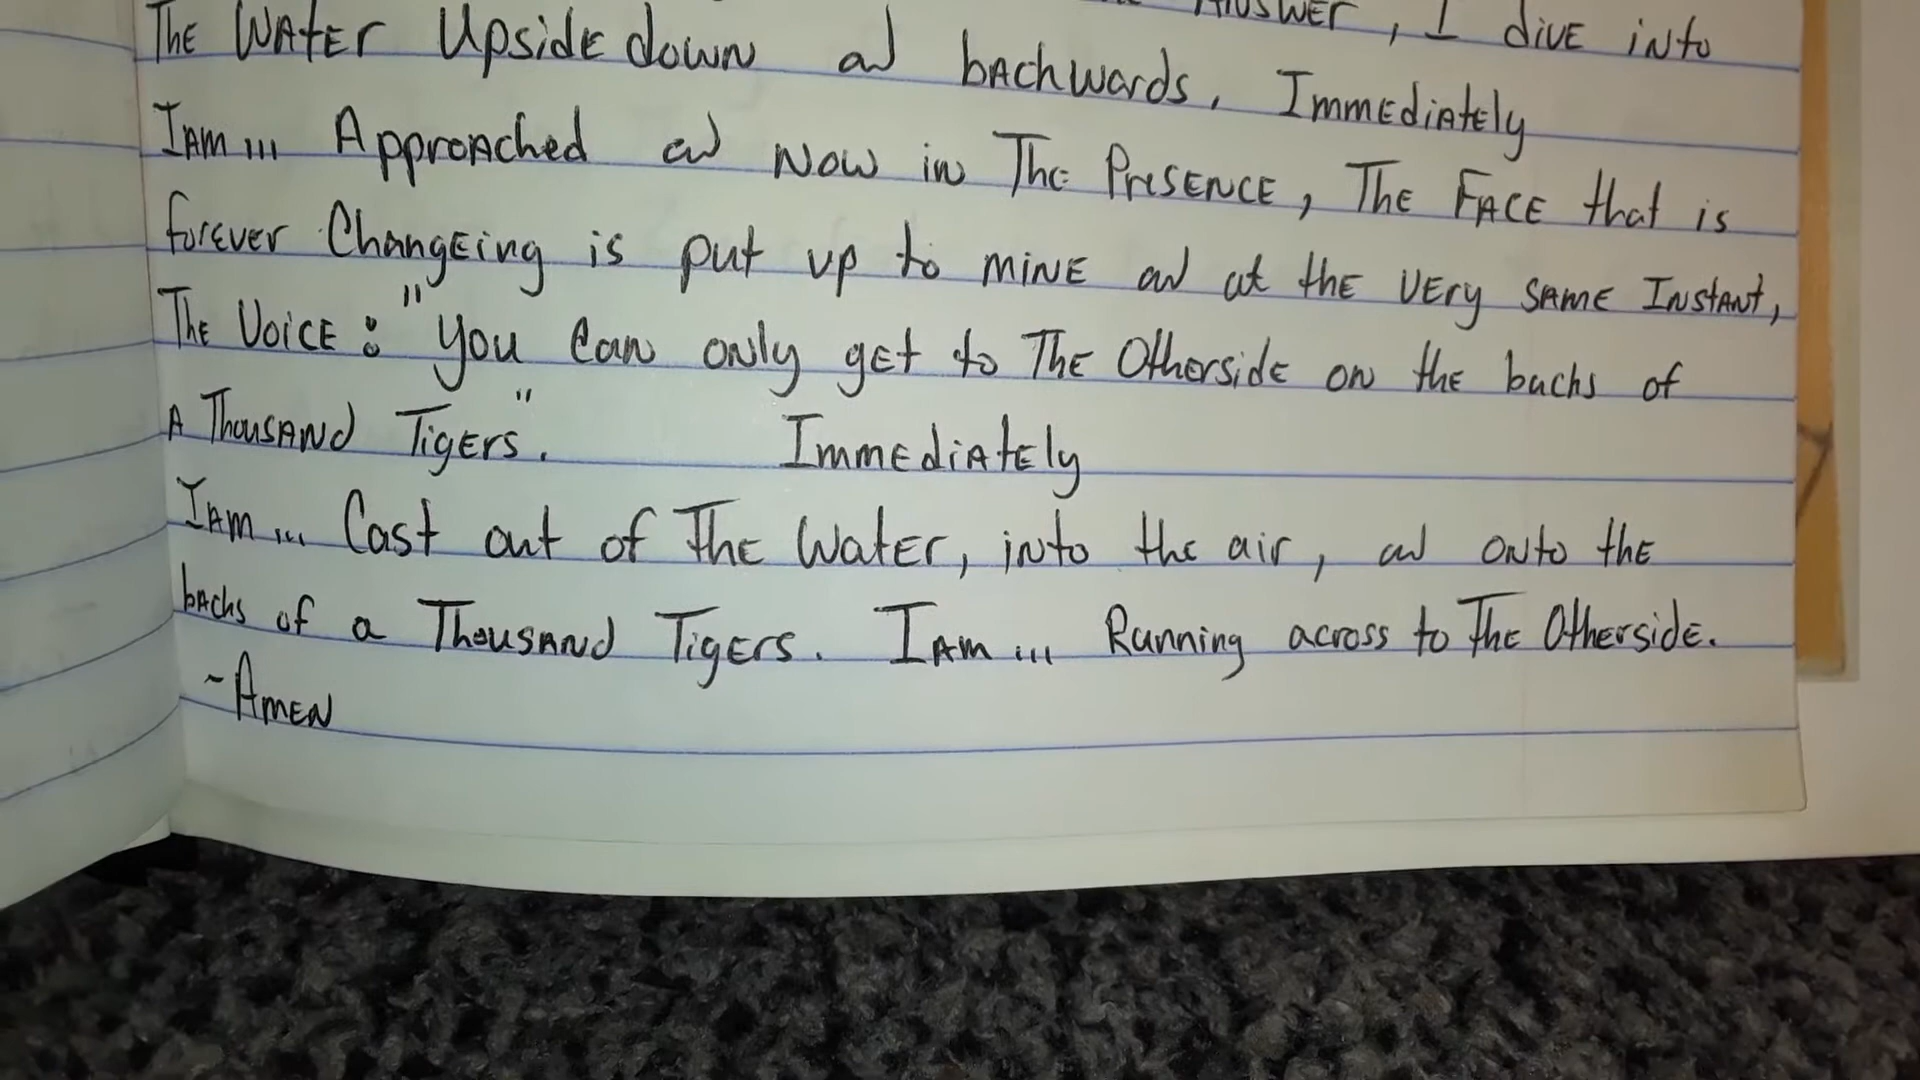 Answer, I dive into
The Water Upside down and bachwards. Immediately
I Am... Approached and Now in The Presence, The Face that is
forever Changeing is put up to mine and at the very same Instant,
The Voice: "You Can only get to The Otherside on the bachs of
A Thousand Tigers". Immediately
I Am... Cast out of The Water, into the air, and onto the
bachs of a Thousand Tigers. I Am... Running across to The Otherside.
~Amen